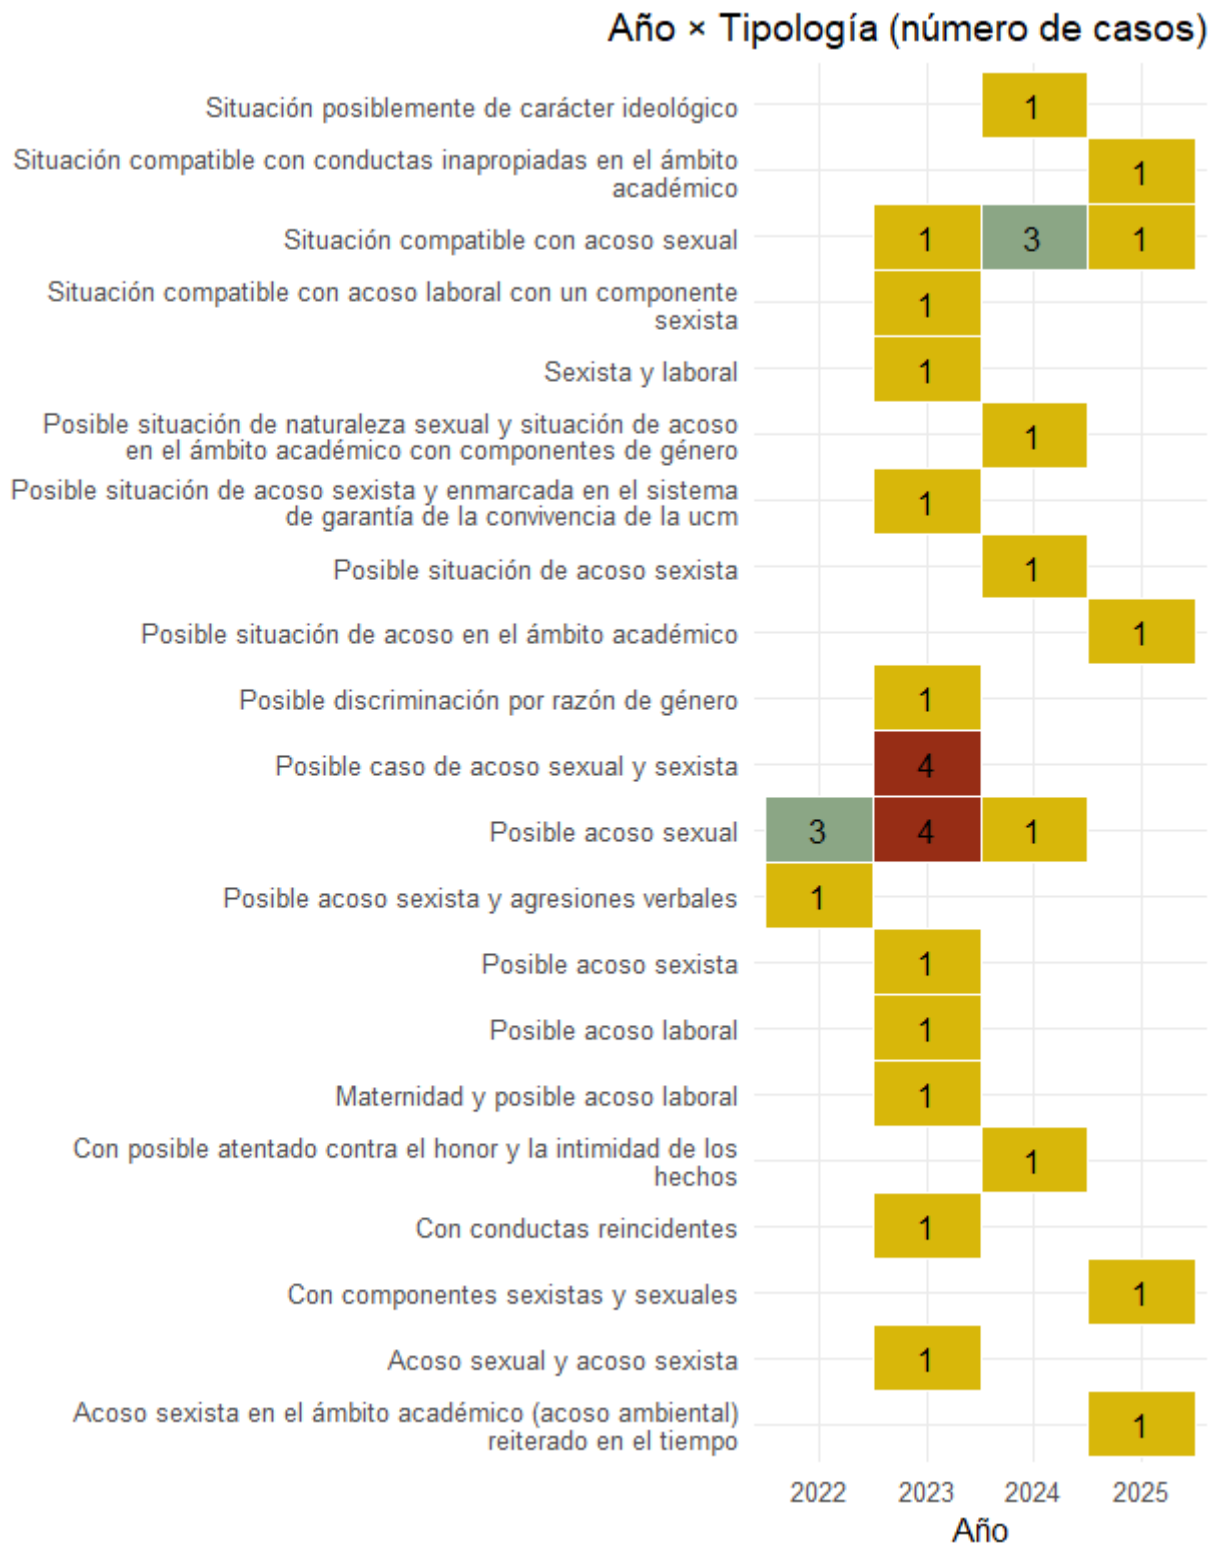 Año × Tipología (número de casos)
Situación posiblemente de carácter ideológico
1
Situación compatible con conductas inapropiadas en el ámbito
académico
1
Situación compatible con acoso sexual
1 3 1
Situación compatible con acoso laboral con un componente
sexista
1
Sexista y laboral
1
Posible situación de naturaleza sexual y situación de acoso
en el ámbito académico con componentes de género
1
Posible situación de acoso sexista y enmarcada en el sistema
de garantía de la convivencia de la ucm
1
Posible situación de acoso sexista
1
Posible situación de acoso en el ámbito académico
1
Posible discriminación por razón de género
1
Posible caso de acoso sexual y sexista
4
Posible acoso sexual
3 4 1
Posible acoso sexista y agresiones verbales
1
Posible acoso sexista
1
Posible acoso laboral
1
Maternidad y posible acoso laboral
1
Con posible atentado contra el honor y la intimidad de los
hechos
1
Con conductas reincidentes
1
Con componentes sexistas y sexuales
1
Acoso sexual y acoso sexista
1
Acoso sexista en el ámbito académico (acoso ambiental)
reiterado en el tiempo
1
2022 2023 2024 2025
Año